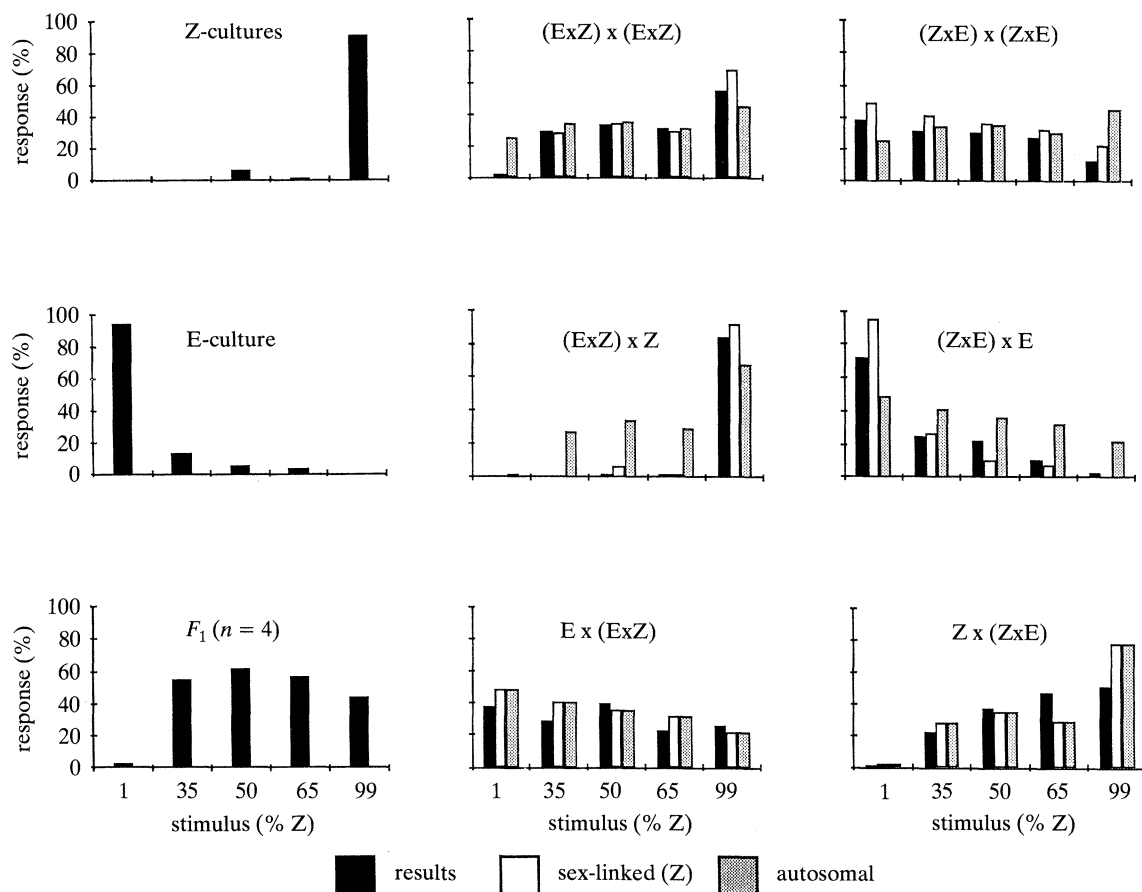 Z-cultures
(ExZ) x (ExZ)
(ZxE) x (ZxE)
response (%)
100
80
60
40
20
0
E-culture
(ExZ) x Z
(ZxE) x E
response (%)
100
80
60
40
20
0
F1 (n = 4)
E x (ExZ)
Z x (ZxE)
response (%)
100
80
60
40
20
0
1 35 50 65 99
1 35 50 65 99
1 35 50 65 99
stimulus (% Z)
stimulus (% Z)
stimulus (% Z)
results
sex-linked (Z)
autosomal